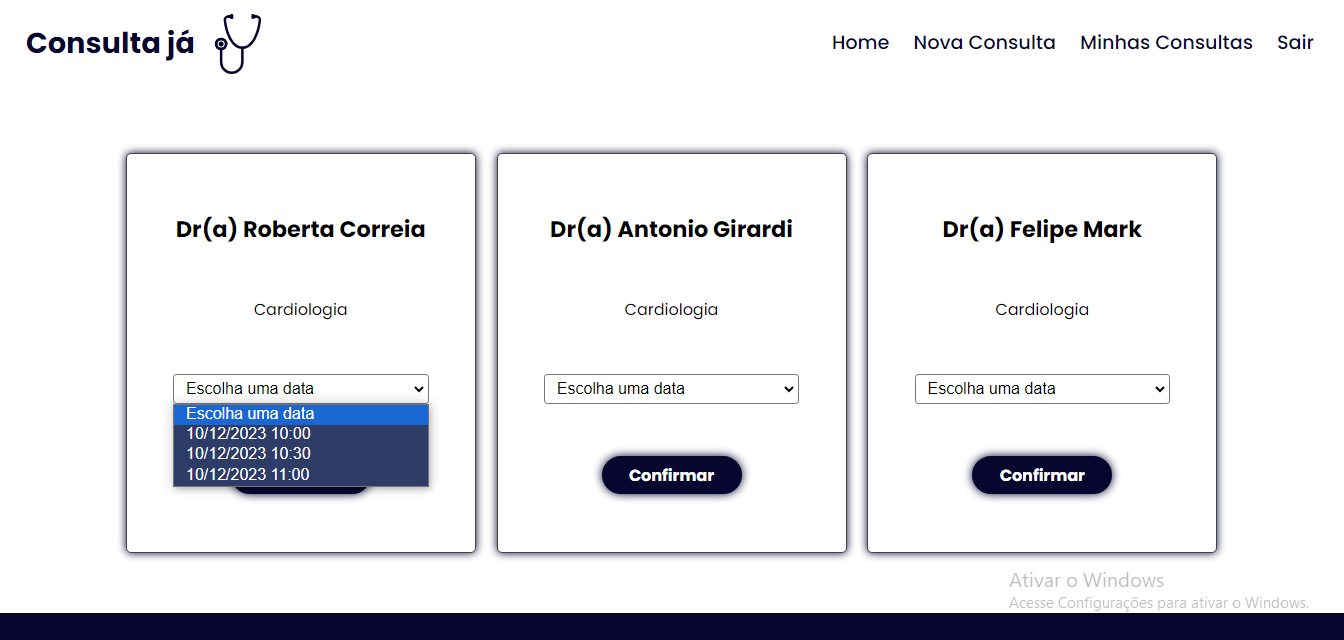 Consulta já
Home Nova Consulta Minhas Consultas Sair
Dr(a) Roberta Correia
Cardiologia
Escolha uma data
Escolha uma data
10/12/2023 10:00
10/12/2023 10:30
10/12/2023 11:00
Dr(a) Antonio Girardi
Cardiologia
Escolha uma data
Confirmar
Dr(a) Felipe Mark
Cardiologia
Escolha uma data
Confirmar
Ativar o Windows
Acesse Configurações para ativar o Windows.